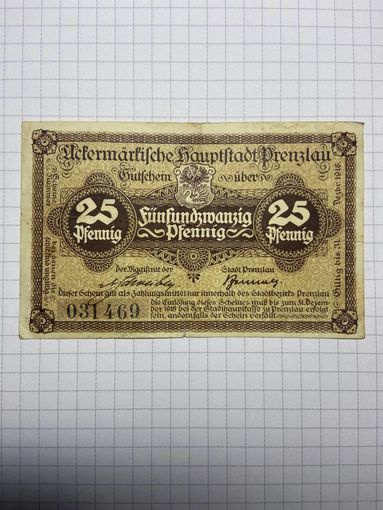 Uckermärkische Hauptstadt Prenzlau
Gutschein über
25 Pfennig
Fünfundzwanzig Pfennig
25 Pfennig
Der Magistrat der Stadt Prenzlau
Dieser Schein gilt als Zahlungsmittel nur innerhalb des Stadtbezirks Prenzlau
die Einlösung dieses Scheines muß bis zum 31. Dezem-
ber 1918 bei der Stadthauptkasse zu Prenzlau erfolgt
sein, andernfalls der Schein verfällt.
031469
Gültig bis 31. Dezbr. 1918.